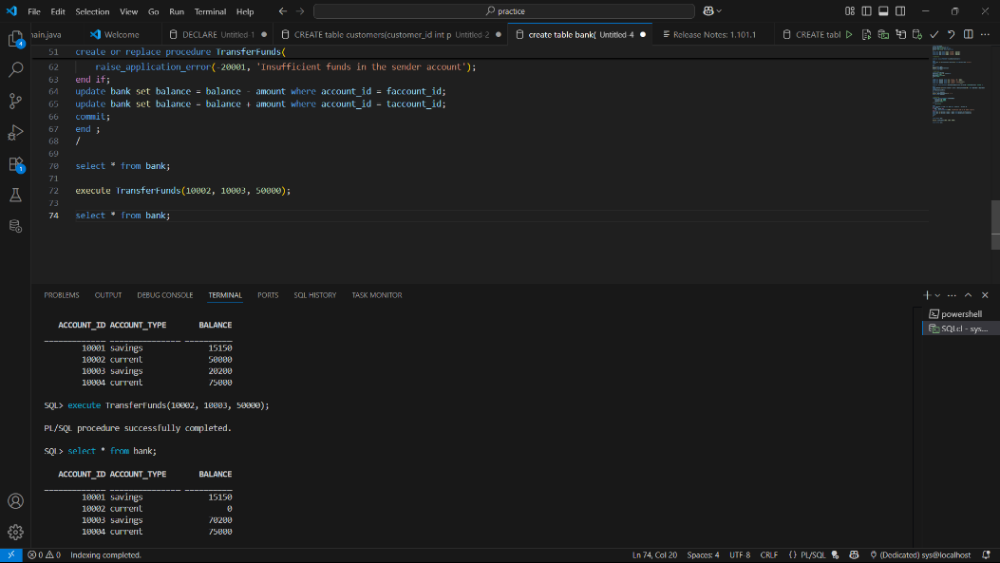 File Edit Selection View Go Run Terminal Help
practice
main.java
Welcome
DECLARE Untitled-1
CREATE table customers(customer_id int p Untitled-2
create table bank( Untitled-4
Release Notes: 1.101.1
CREATE tabl
51 create or replace procedure TransferFunds(
62 raise_application_error(-20001, 'Insufficient funds in the sender account');
63 end if;
64 update bank set balance = balance - amount where account_id = faccount_id;
65 update bank set balance = balance + amount where account_id = taccount_id;
66 commit;
67 end ;
68 /
69
70 select * from bank;
71
72 execute TransferFunds(10002, 10003, 50000);
73
74 select * from bank;
4
1
PROBLEMS OUTPUT DEBUG CONSOLE TERMINAL PORTS SQL HISTORY TASK MONITOR
powershell
SQLcl - sys...
ACCOUNT_ID ACCOUNT_TYPE BALANCE
_____________ _______________ __________
10001 savings 15150
10002 current 50000
10003 savings 20200
10004 current 75000
SQL> execute TransferFunds(10002, 10003, 50000);
PL/SQL procedure successfully completed.
SQL> select * from bank;
ACCOUNT_ID ACCOUNT_TYPE BALANCE
_____________ _______________ __________
10001 savings 15150
10002 current 0
10003 savings 70200
10004 current 75000
0 0 Indexing completed.
Ln 74, Col 20 Spaces: 4 UTF 8 CRLF {} PL/SQL (Dedicated) sys@localhost